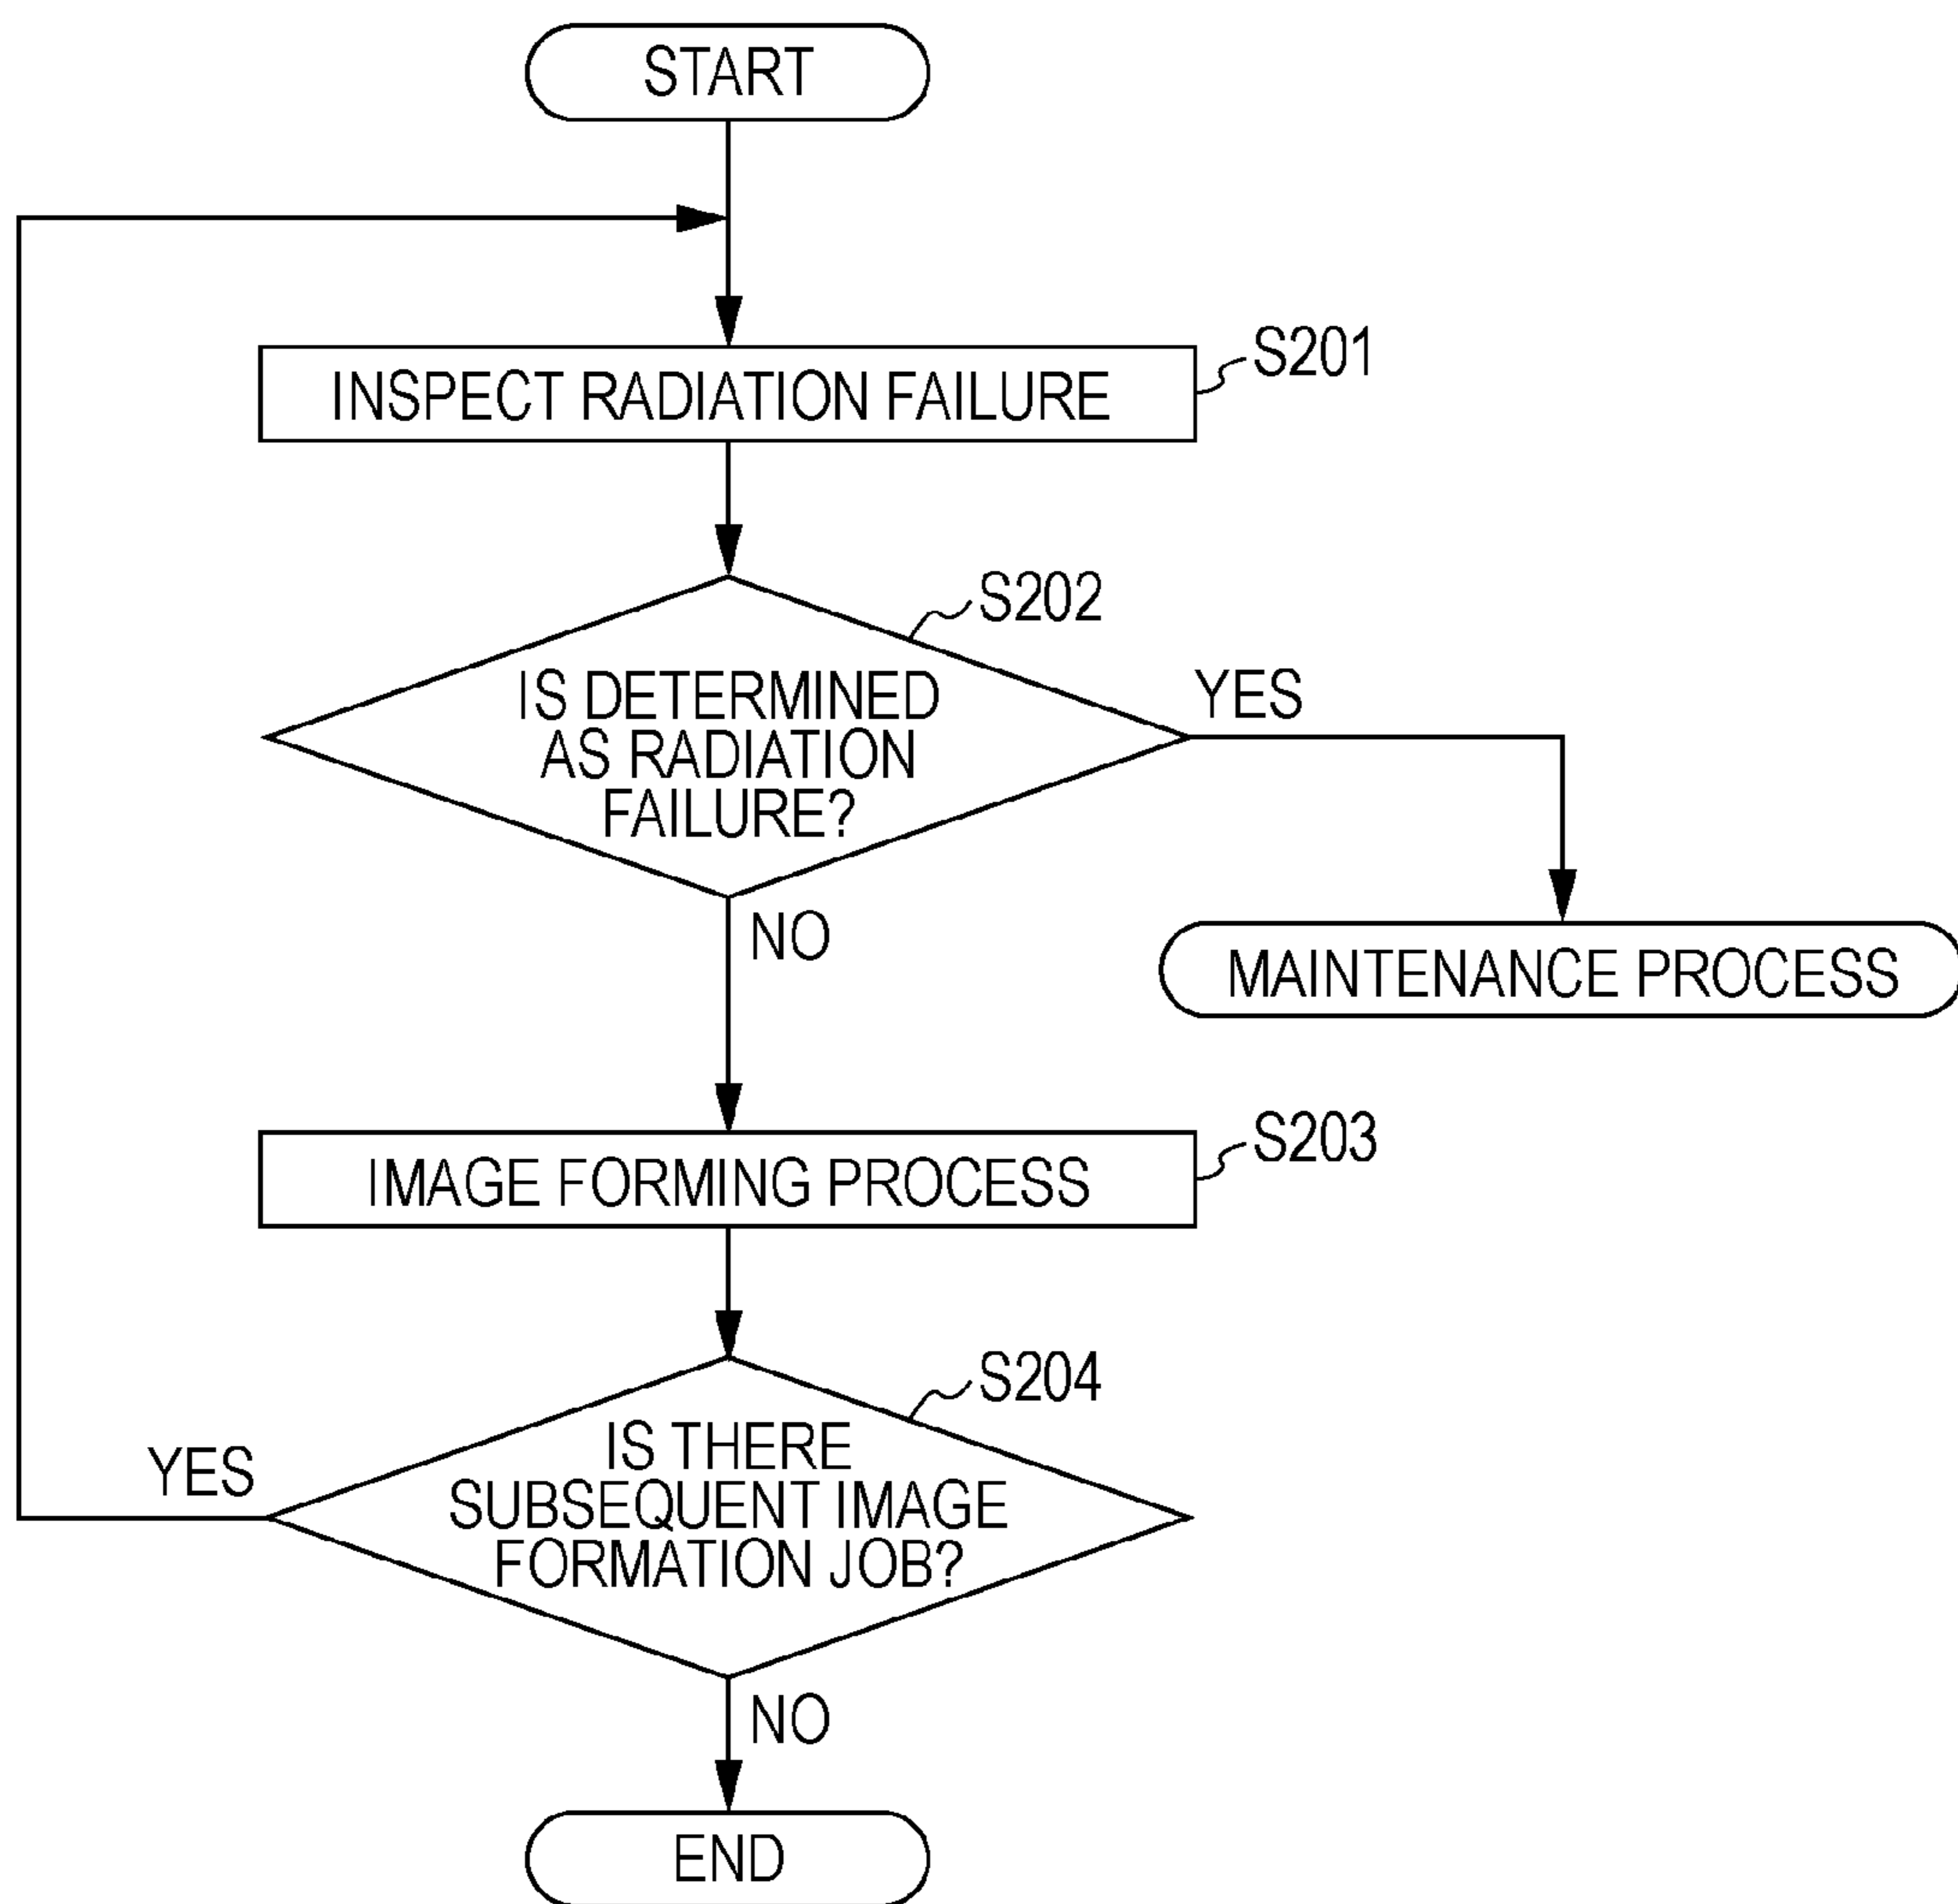 START
INSPECT RADIATION FAILURE
S201
S202
IS DETERMINED
AS RADIATION
FAILURE?
YES
NO
MAINTENANCE PROCESS
IMAGE FORMING PROCESS
S203
S204
IS THERE
SUBSEQUENT IMAGE
FORMATION JOB?
YES
NO
END